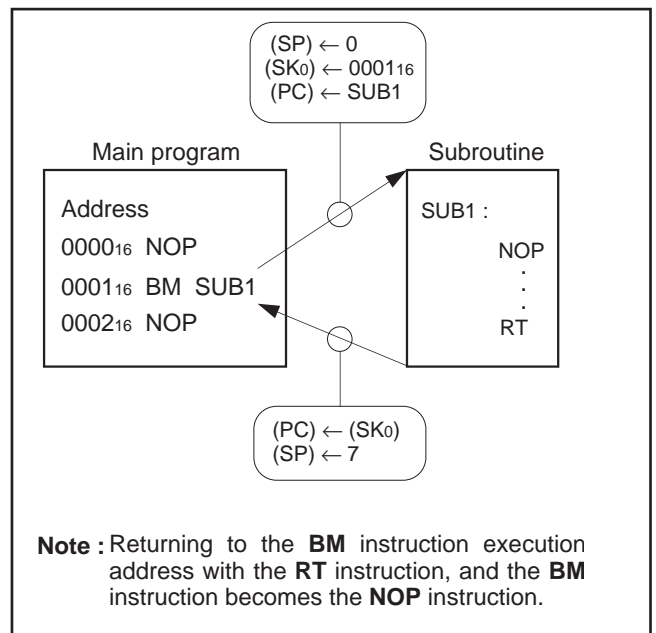 (SP) ← 0
(SK0) ← 000116
(PC) ← SUB1
Main program
Subroutine
Address
000016 NOP
000116 BM SUB1
000216 NOP
SUB1 :
NOP
.
.
.
RT
(PC) ← (SK0)
(SP) ← 7
Note : Returning to the BM instruction execution
address with the RT instruction, and the BM
instruction becomes the NOP instruction.